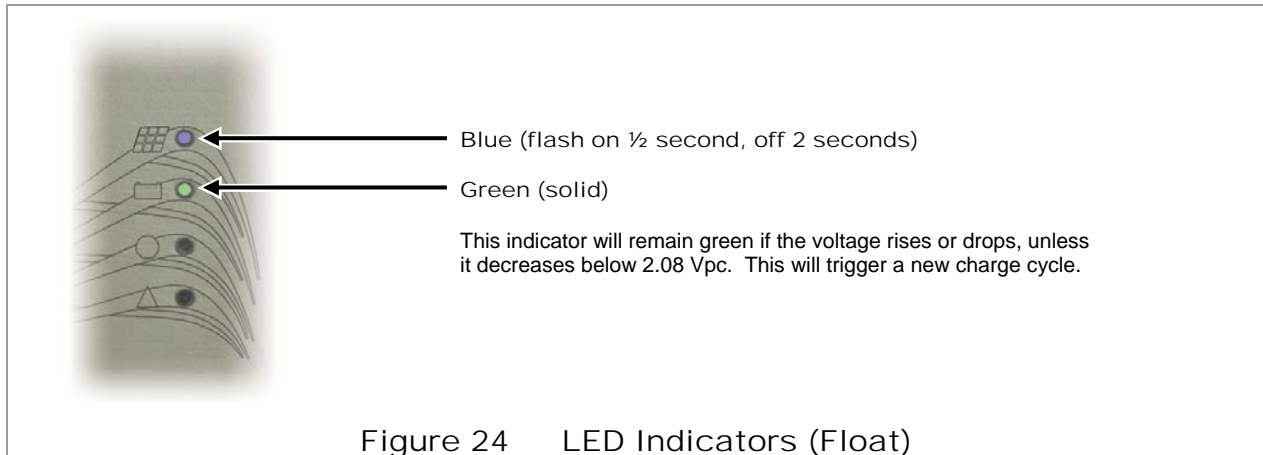 Blue (flash on ½ second, off 2 seconds)
Green (solid)
This indicator will remain green if the voltage rises or drops, unless
it decreases below 2.08 Vpc.  This will trigger a new charge cycle.
Figure 24 LED Indicators (Float)